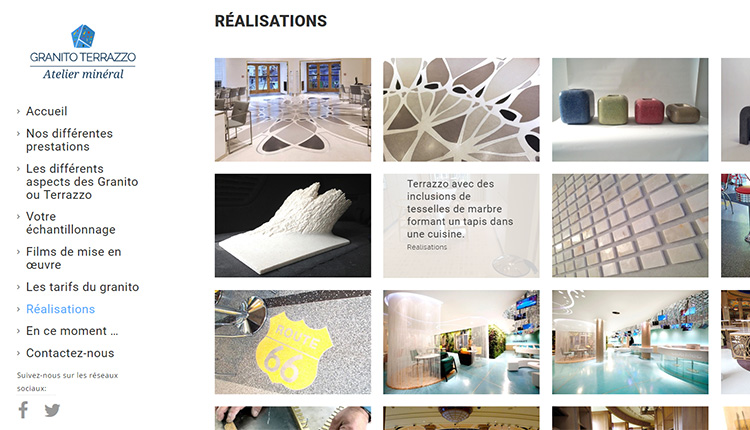 GRANITO TERRAZZO
Atelier minéral
Accueil
Nos différentes
prestations
Les différents
aspects des Granito
ou Terrazzo
Votre
échantillonnage
Films de mise en
œuvre
Les tarifs du granito
Réalisations
En ce moment ...
Contactez-nous
Suivez-nous sur les réseaux
sociaux:
RÉALISATIONS
Terrazzo avec des
inclusions de
tesselles de marbre
formant un tapis dans
une cuisine.
Realisations
ROUTE
66